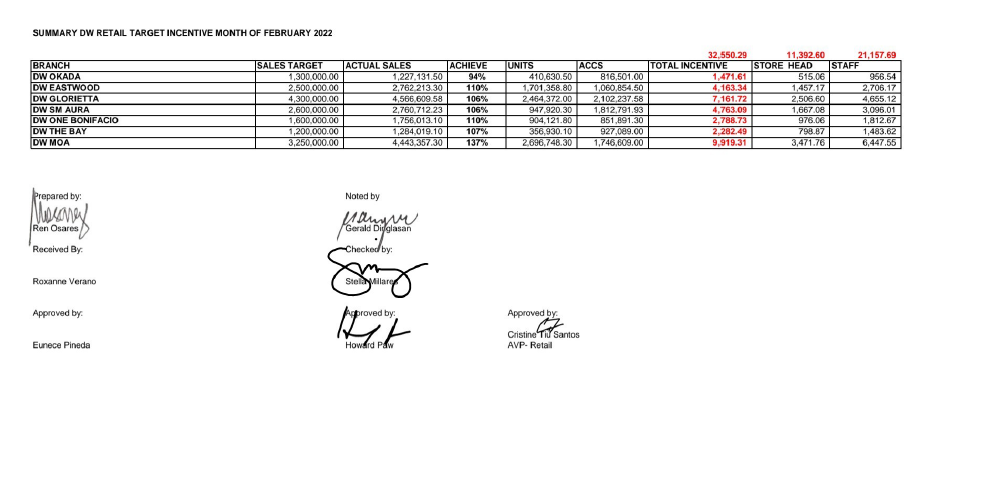 SUMMARY DW RETAIL TARGET INCENTIVE MONTH OF FEBRUARY 2022
32,550.29 11,392.60 21,157.69
BRANCH SALES TARGET ACTUAL SALES ACHIEVE UNITS ACCS TOTAL INCENTIVE STORE HEAD STAFF
DW OKADA 1,300,000.00 1,227,131.50 94% 410,630.50 816,501.00 1,471.61 515.06 956.54
DW EASTWOOD 2,500,000.00 2,762,213.30 110% 1,701,358.80 1,060,854.50 4,163.34 1,457.17 2,706.17
DW GLORIETTA 4,300,000.00 4,566,609.58 106% 2,464,372.00 2,102,237.58 7,161.72 2,506.60 4,655.12
DW SM AURA 2,600,000.00 2,760,712.23 106% 947,920.30 1,812,791.93 4,763.09 1,667.08 3,096.01
DW ONE BONIFACIO 1,600,000.00 1,756,013.10 110% 904,121.80 851,891.30 2,788.73 976.06 1,812.67
DW THE BAY 1,200,000.00 1,284,019.10 107% 356,930.10 927,089.00 2,282.49 798.87 1,483.62
DW MOA 3,250,000.00 4,443,357.30 137% 2,696,748.30 1,746,609.00 9,919.31 3,471.76 6,447.55
Prepared by: Noted by
Ren Osares Gerald Dinglasan
Received By: Checked by:
Roxanne Verano Stella Millares
Approved by: Approved by: Approved by:
Cristine Tiu Santos
Eunece Pineda Howard Paw AVP- Retail